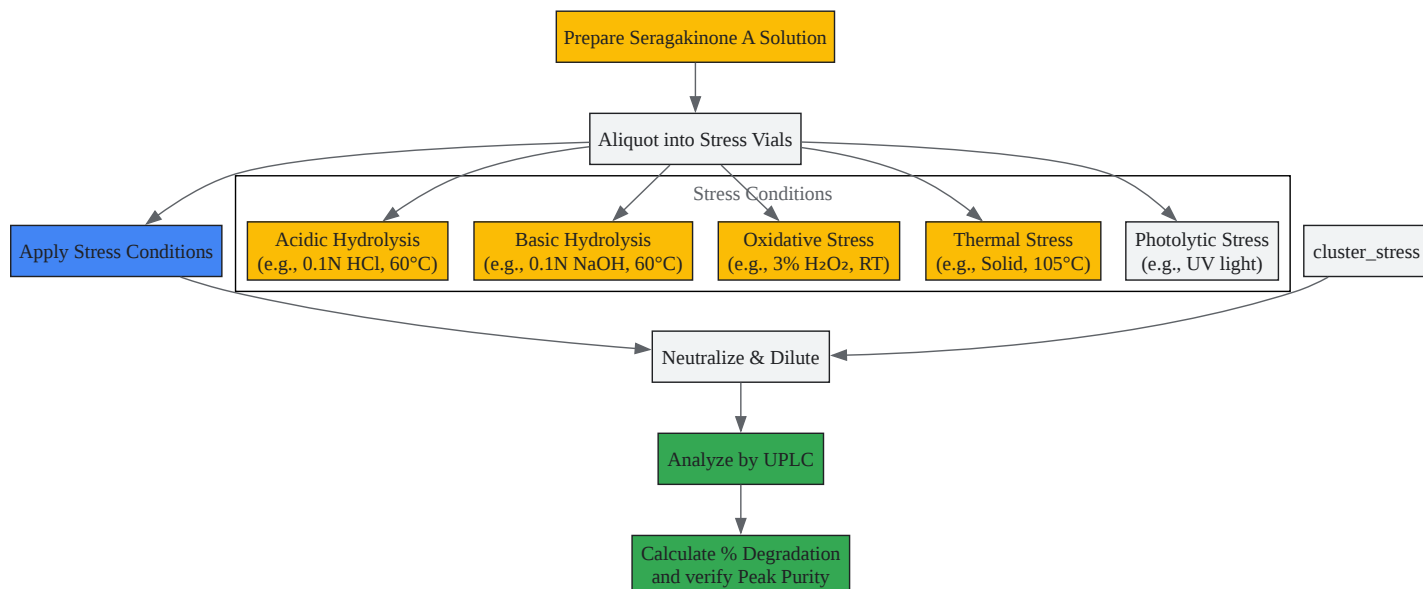 Prepare Seragakinone A Solution
Aliquot into Stress Vials
Stress Conditions
Apply Stress Conditions
Acidic Hydrolysis
(e.g., 0.1N HCl, 60°C)
Basic Hydrolysis
(e.g., 0.1N NaOH, 60°C)
Oxidative Stress
(e.g., 3% H₂O₂, RT)
Thermal Stress
(e.g., Solid, 105°C)
Photolytic Stress
(e.g., UV light)
cluster_stress
Neutralize & Dilute
Analyze by UPLC
Calculate % Degradation
and verify Peak Purity